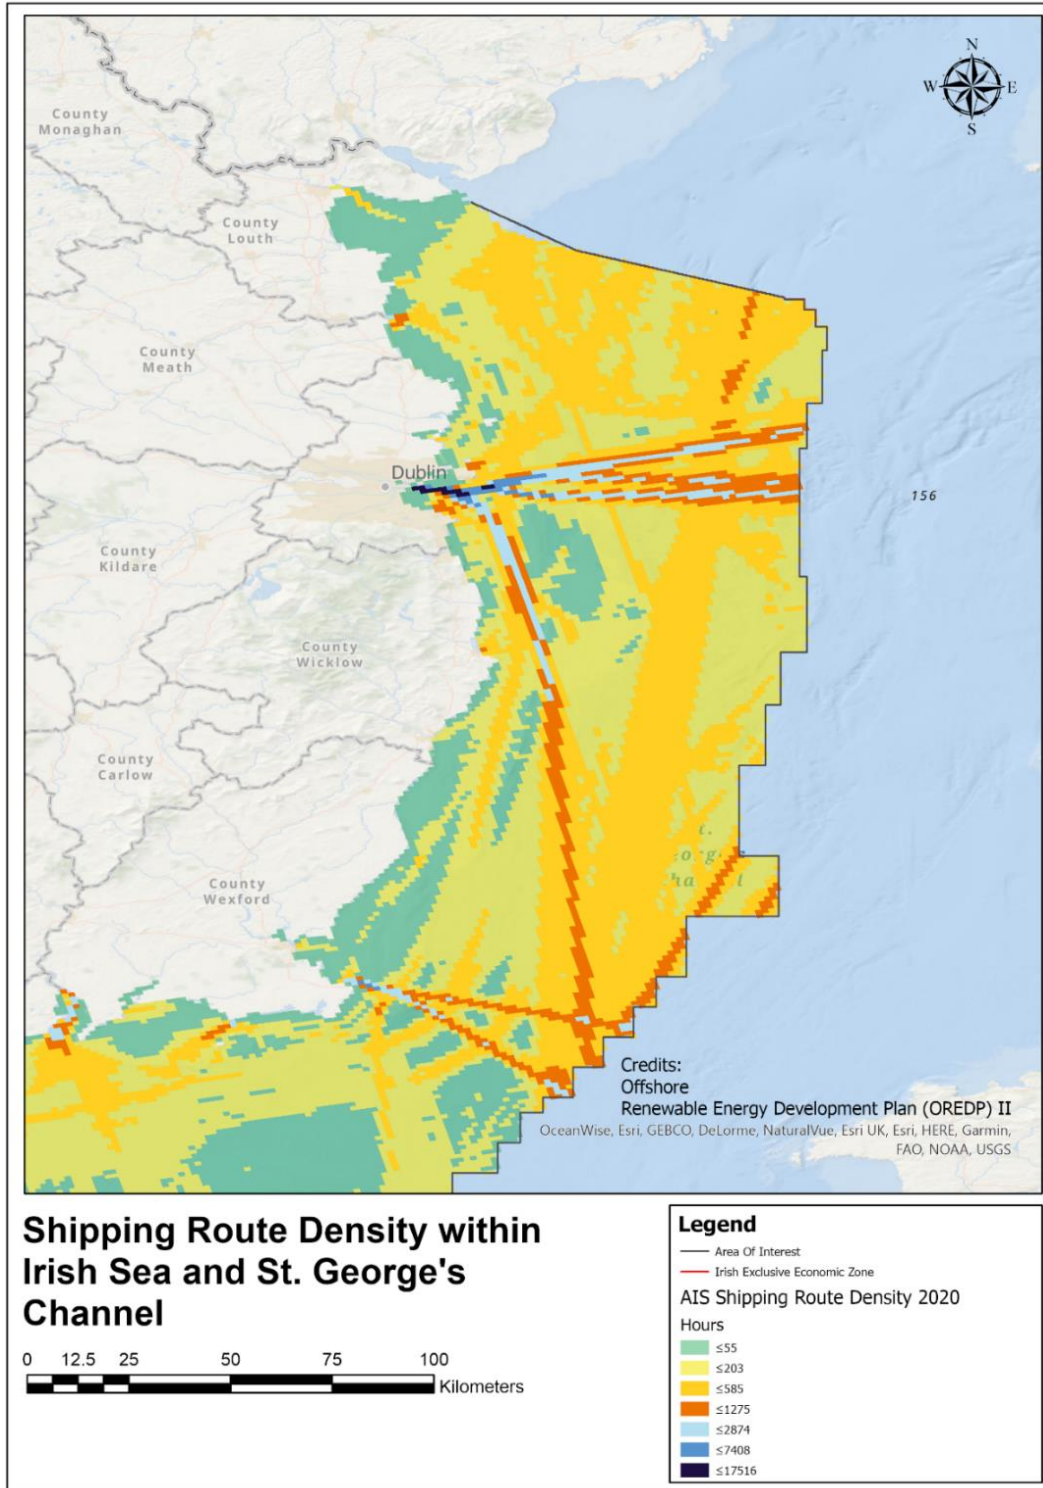 N
W E
S
County
Monaghan
County
Louth
County
Meath
Dublin
156
County
Kildare
County
Wicklow
County
Carlow
County
Wexford
Credits:
Offshore
Renewable Energy Development Plan (OREDP) II
OceanWise, Esri, GEBCO, DeLorme, NaturalVue, Esri UK, Esri, HERE, Garmin,
FAO, NOAA, USGS
Shipping Route Density within
Irish Sea and St. George's
Channel
0 12.5 25 50 75 100
Kilometers
Legend
Area Of Interest
Irish Exclusive Economic Zone
AIS Shipping Route Density 2020
Hours
≤55
≤203
≤585
≤1275
≤2874
≤7408
≤17516